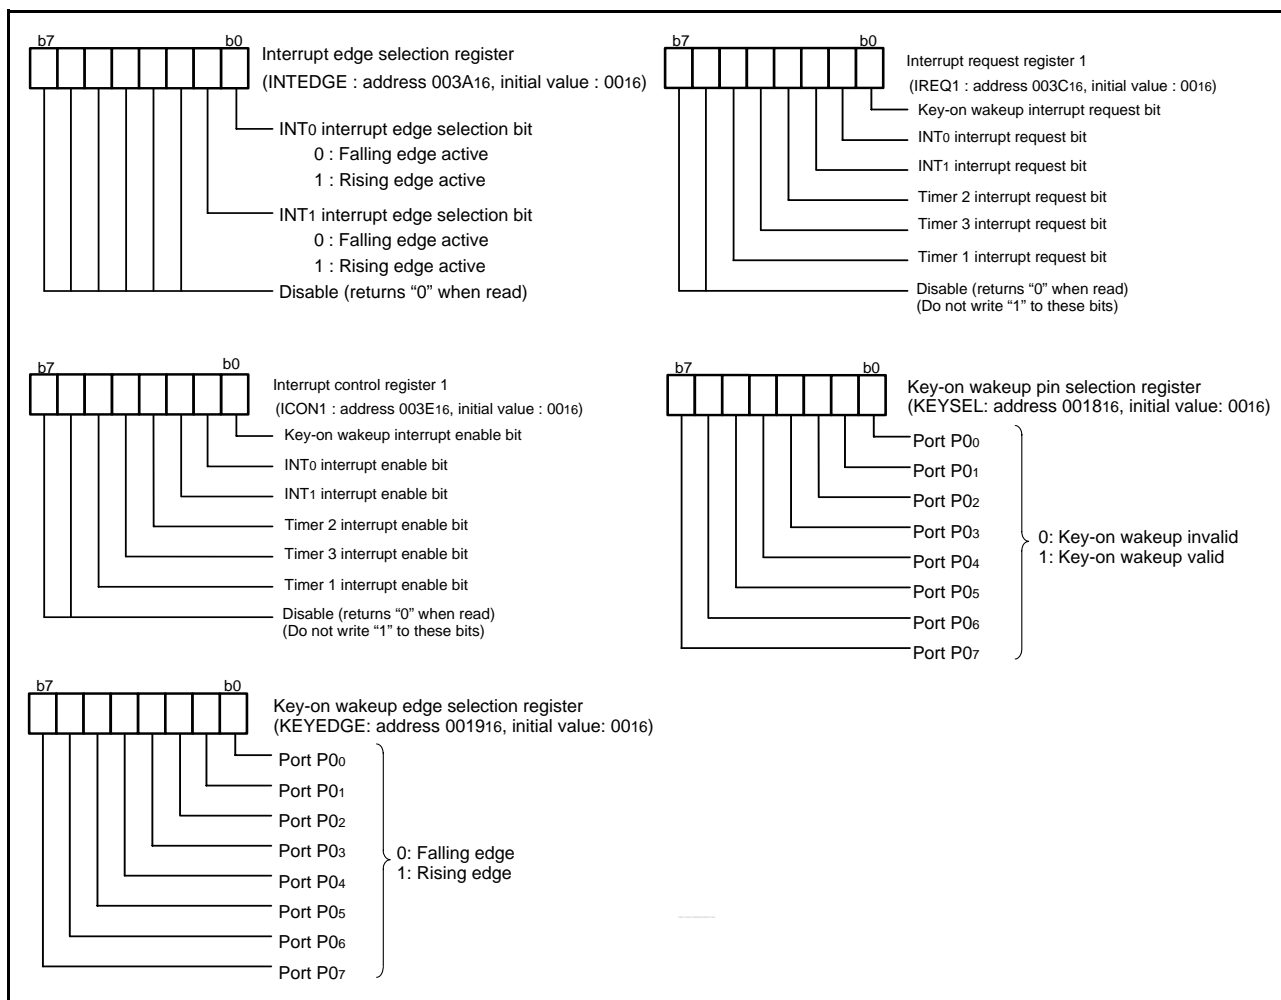 b7 b0
Interrupt edge selection register
(INTEDGE : address 003A16, initial value : 0016)
INT0 interrupt edge selection bit
0 : Falling edge active
1 : Rising edge active
INT1 interrupt edge selection bit
0 : Falling edge active
1 : Rising edge active
Disable (returns “0” when read)
b7 b0
Interrupt request register 1
(IREQ1 : address 003C16, initial value : 0016)
Key-on wakeup interrupt request bit
INT0 interrupt request bit
INT1 interrupt request bit
Timer 2 interrupt request bit
Timer 3 interrupt request bit
Timer 1 interrupt request bit
Disable (returns “0” when read)
(Do not write “1” to these bits)
b7 b0
Interrupt control register 1
(ICON1 : address 003E16, initial value : 0016)
Key-on wakeup interrupt enable bit
INT0 interrupt enable bit
INT1 interrupt enable bit
Timer 2 interrupt enable bit
Timer 3 interrupt enable bit
Timer 1 interrupt enable bit
Disable (returns “0” when read)
(Do not write “1” to these bits)
b7 b0
Key-on wakeup pin selection register
(KEYSEL: address 001816, initial value: 0016)
Port P00
Port P01
Port P02
Port P03
Port P04
Port P05
Port P06
Port P07
0: Key-on wakeup invalid
1: Key-on wakeup valid
b7 b0
Key-on wakeup edge selection register
(KEYEDGE: address 001916, initial value: 0016)
Port P00
Port P01
Port P02
Port P03
Port P04
Port P05
Port P06
Port P07
0: Falling edge
1: Rising edge